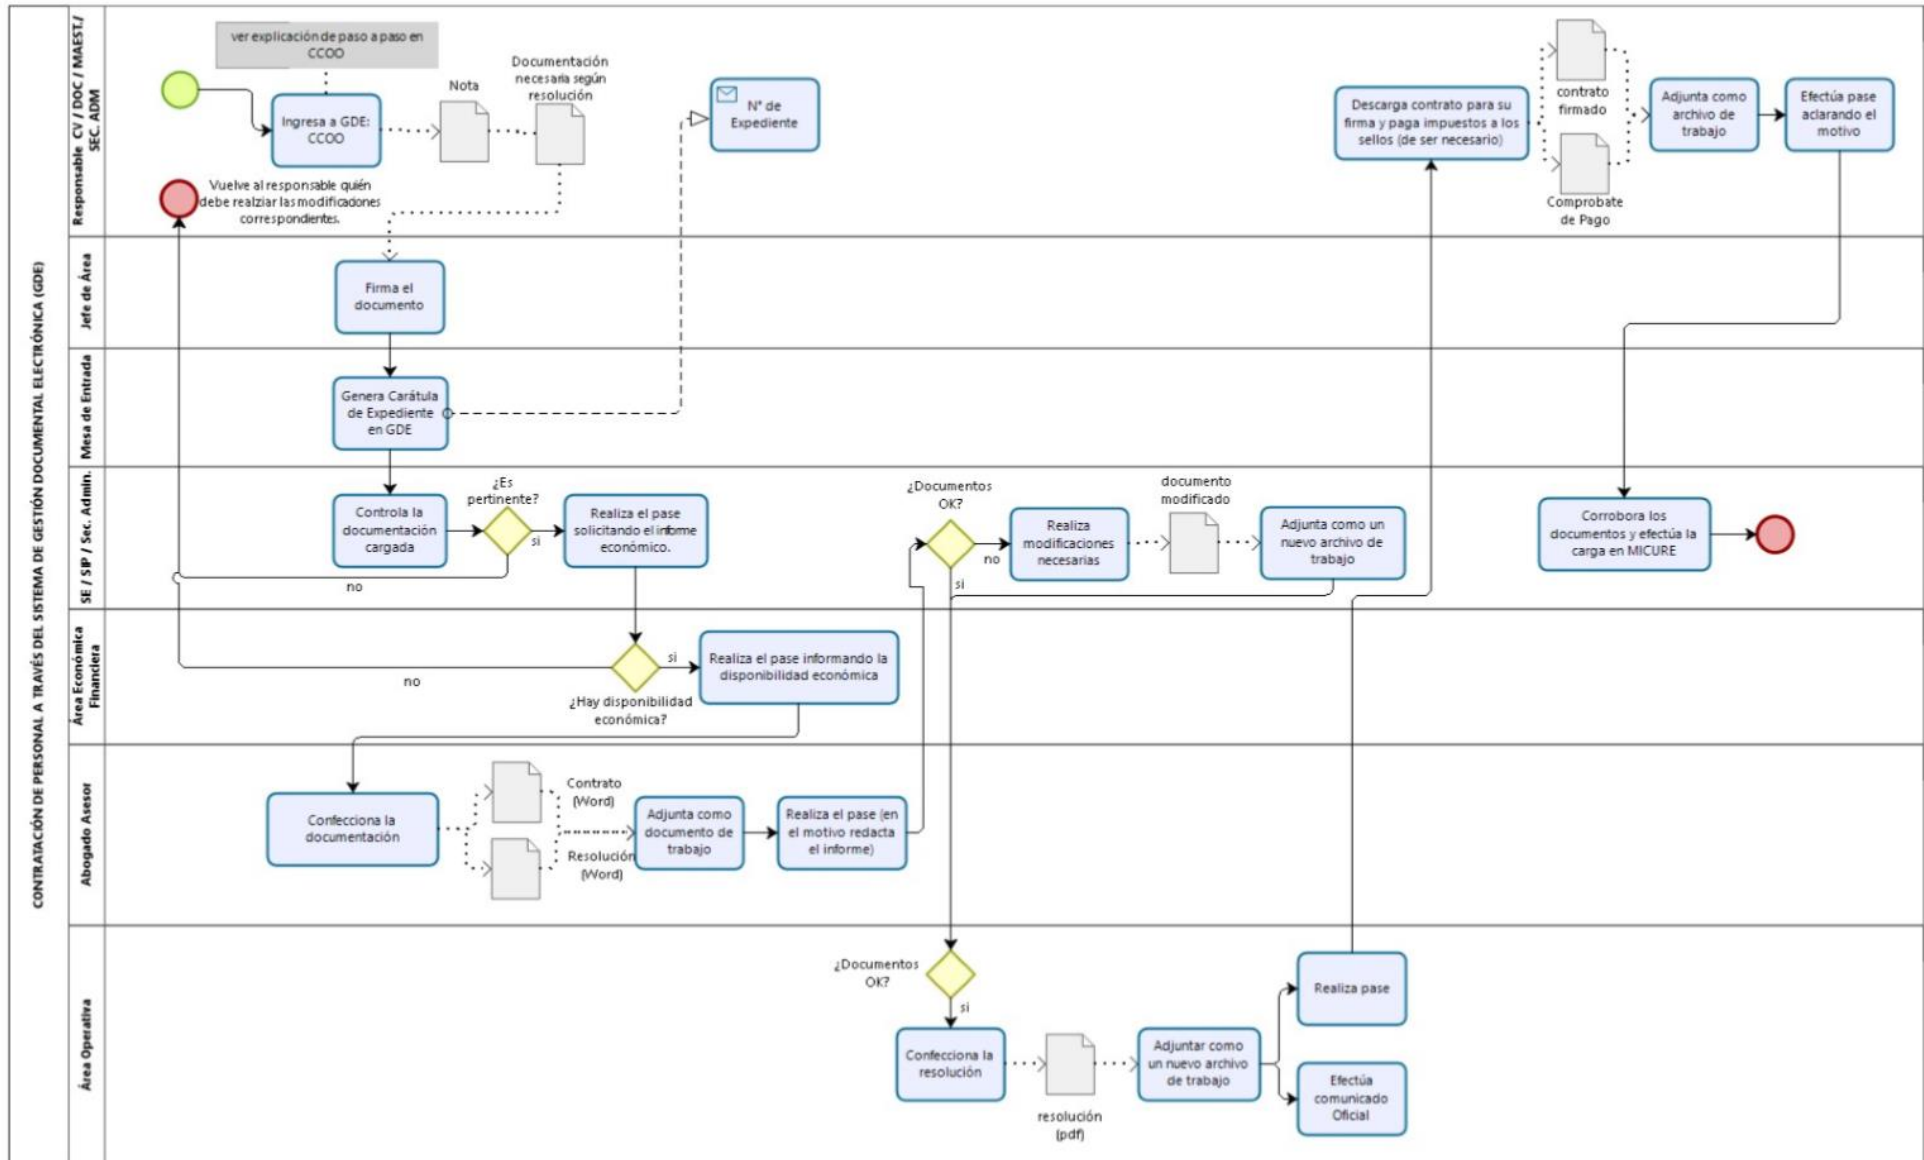 CONTRATACIÓN DE PERSONAL A TRAVÉS DEL SISTEMA DE GESTIÓN DOCUMENTAL ELECTRÓNICA (GDE)
Responsable CV / DOC / MAEST./
SEC. ADM
ver explicación de paso a paso en
CCOO
Ingresa a GDE:
CCOO
Nota
Documentación
necesaria según
resolución
N° de
Expediente
Vuelve al responsable quién
debe realziar las modificaciones
correspondientes.
Descarga contrato para su
firma y paga impuestos a los
sellos (de ser necesario)
contrato
firmado
Comprobate
de Pago
Adjunta como
archivo de
trabajo
Efectúa pase
aclarando el
motivo
Jefe de Área
Firma el
documento
Mesa de Entrada
Genera Carátula
de Expediente
en GDE
SE / SIP / Sec. Admin.
Controla la
documentación
cargada
¿Es
pertinente?
si
no
Realiza el pase
solicitando el informe
económico.
¿Documentos
OK?
no
si
Realiza
modificaciones
necesarias
documento
modificado
Adjunta como un
nuevo archivo de
trabajo
Corrobora los
documentos y efectúa la
carga en MICURE
Área Económica
Financiera
no
si
¿Hay disponibilidad
económica?
Realiza el pase informando la
disponibilidad económica
Abogado Asesor
Confecciona la
documentación
Contrato
(Word)
Resolución
(Word)
Adjunta como
documento de
trabajo
Realiza el pase (en
el motivo redacta
el informe)
Área Operativa
¿Documentos
OK?
si
Confecciona la
resolución
resolución
(pdf)
Adjuntar como
un nuevo archivo
de trabajo
Realiza pase
Efectúa
comunicado
Oficial